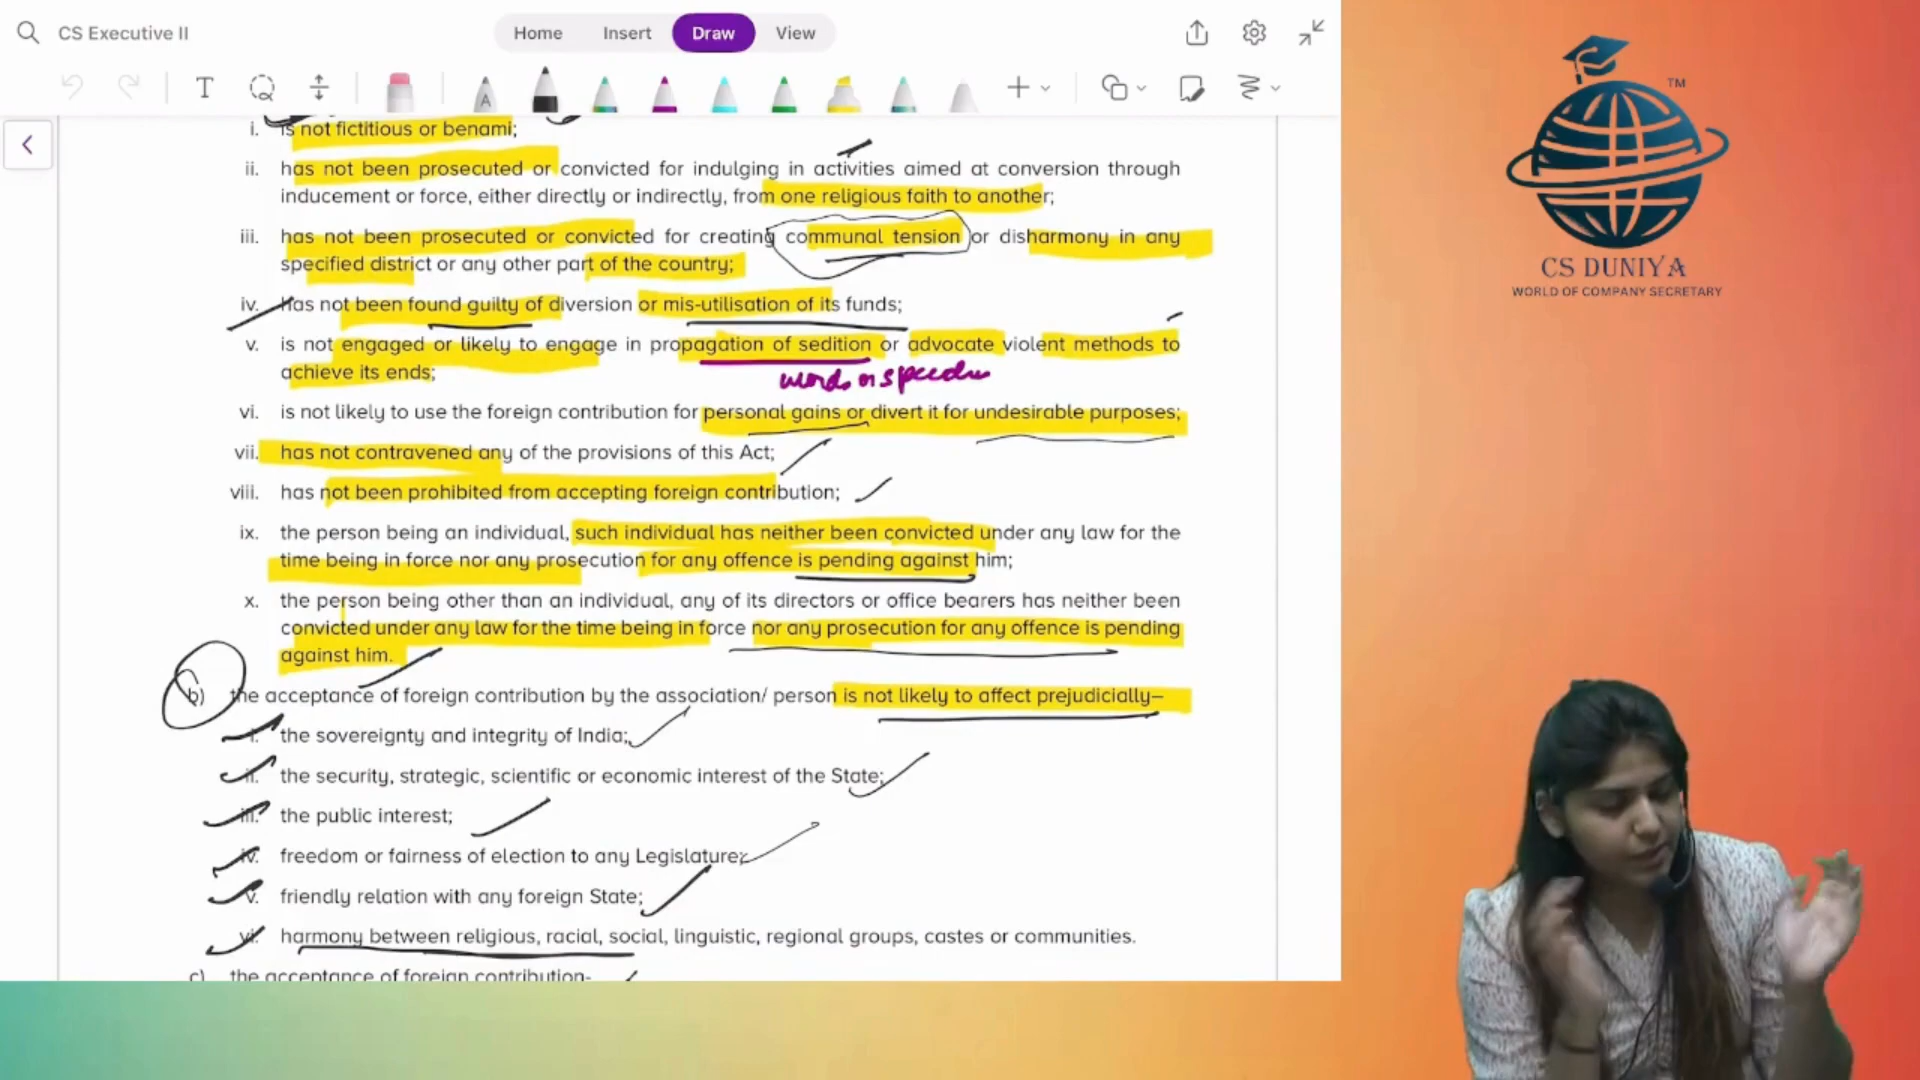 CS Executive II
Home
Insert
Draw
View
T
A
i. is not fictitious or benami;
ii. has not been prosecuted or convicted for indulging in activities aimed at conversion through
inducement or force, either directly or indirectly, from one religious faith to another;
iii. has not been prosecuted or convicted for creating communal tension or disharmony in any
specified district or any other part of the country;
iv. has not been found guilty of diversion or mis-utilisation of its funds;
v. is not engaged or likely to engage in propagation of sedition or advocate violent methods to
achieve its ends;
words or speech
vi. is not likely to use the foreign contribution for personal gains or divert it for undesirable purposes;
vii. has not contravened any of the provisions of this Act;
viii. has not been prohibited from accepting foreign contribution;
ix. the person being an individual, such individual has neither been convicted under any law for the
time being in force nor any prosecution for any offence is pending against him;
x. the person being other than an individual, any of its directors or office bearers has neither been
convicted under any law for the time being in force nor any prosecution for any offence is pending
against him.
b) the acceptance of foreign contribution by the association/ person is not likely to affect prejudicially–
i. the sovereignty and integrity of India;
ii. the security, strategic, scientific or economic interest of the State;
iii. the public interest;
iv. freedom or fairness of election to any Legislature;
v. friendly relation with any foreign State;
vi. harmony between religious, racial, social, linguistic, regional groups, castes or communities.
c) the acceptance of foreign contribution-
TM
CS DUNIYA
WORLD OF COMPANY SECRETARY